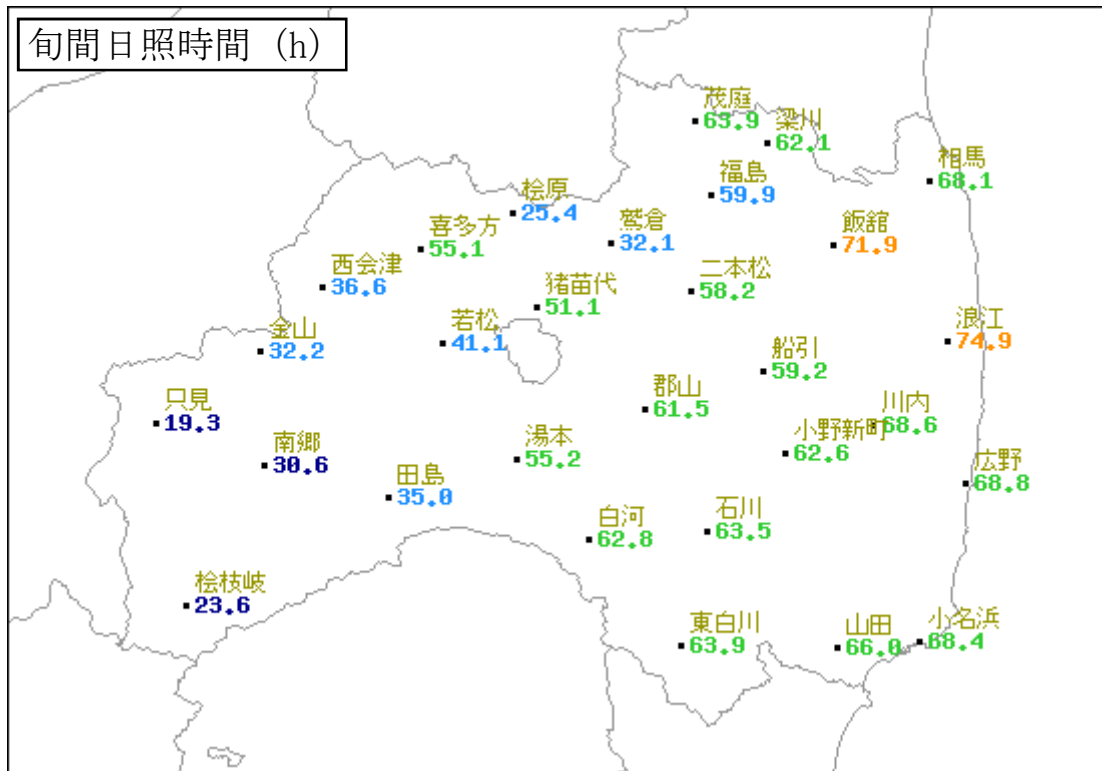 旬間日照時間 (h)
茂庭
63.9
梁川
62.1
相馬
68.1
福島
59.9
桧原
25.4
鷲倉
32.1
喜多方
55.1
飯舘
71.9
西会津
36.6
猪苗代
51.1
二本松
58.2
金山
32.2
若松
41.1
浪江
74.9
船引
59.2
只見
19.3
郡山
61.5
川内
68.6
南郷
30.6
湯本
55.2
小野新町
62.6
広野
68.8
田島
35.0
白河
62.8
石川
63.5
桧枝岐
23.6
東白川
63.9
山田
66.0
小名浜
68.4